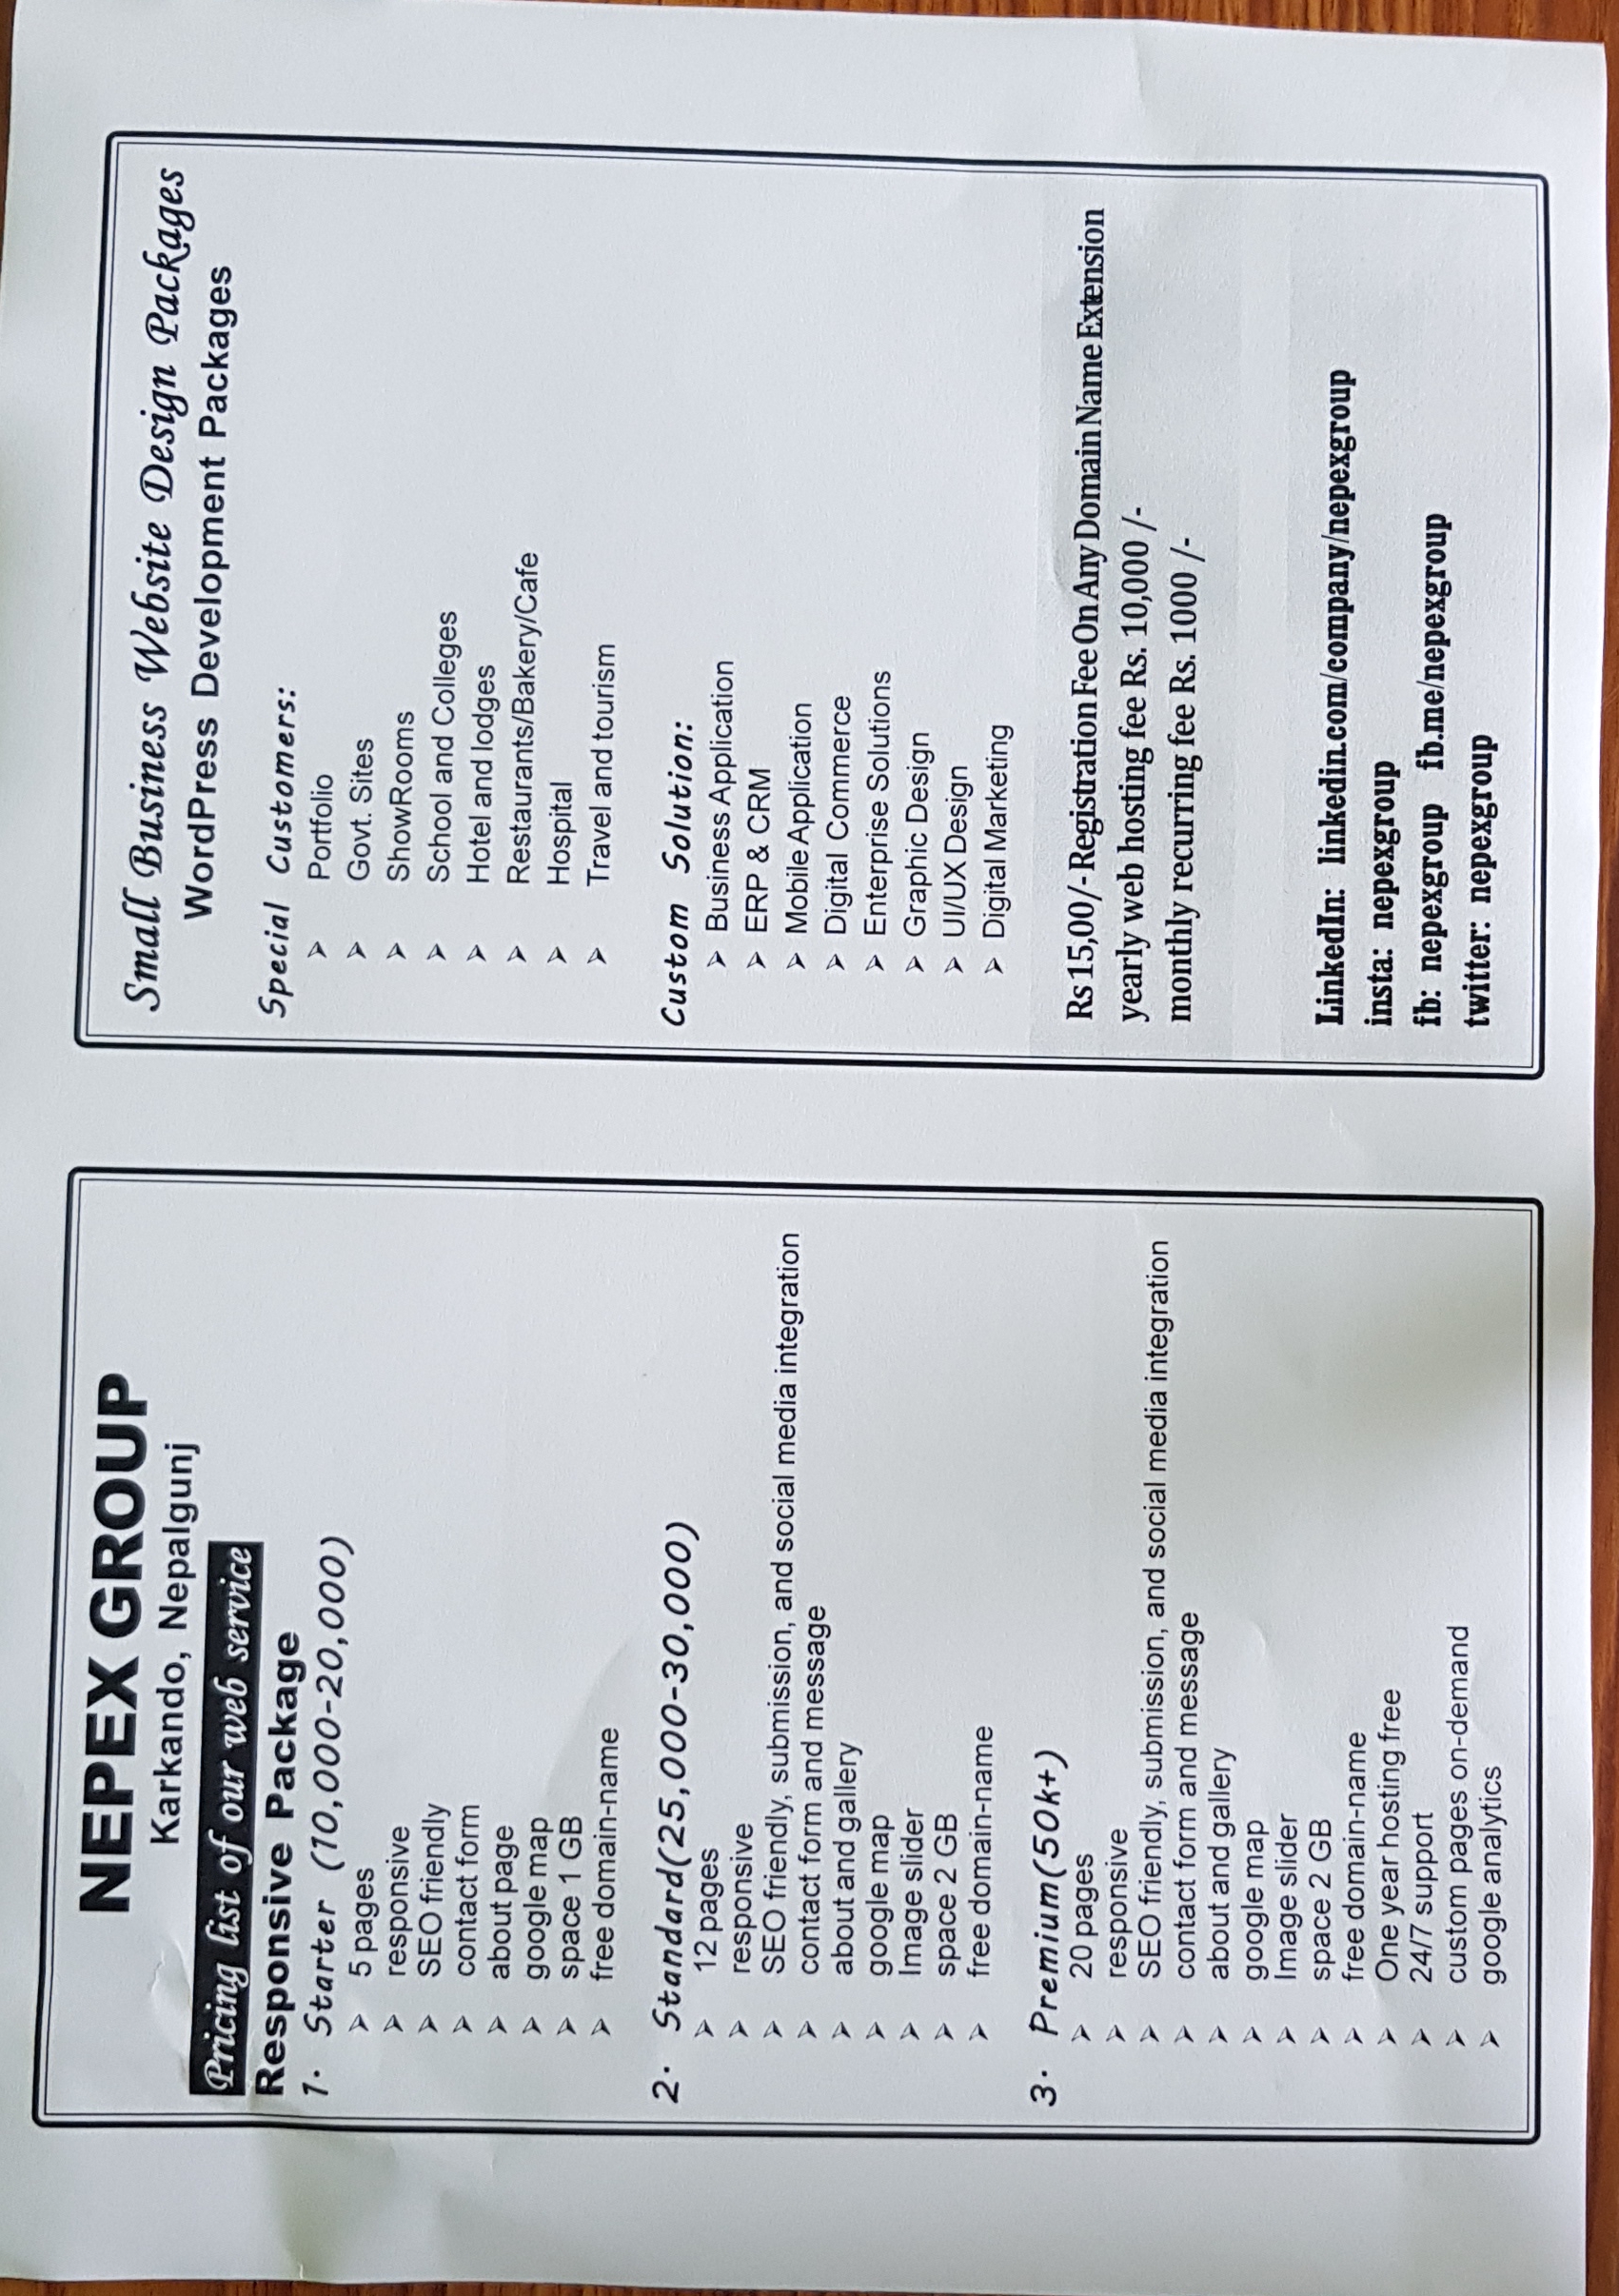 NEPEX GROUP
Karkando, Nepalgunj
Pricing list of our web service
Responsive Package
1. Starter (10,000-20,000)
➢ 5 pages
➢ responsive
➢ SEO friendly
➢ contact form
➢ about page
➢ google map
➢ space 1 GB
➢ free domain-name
2. Standard(25,000-30,000)
➢ 12 pages
➢ responsive
➢ SEO friendly, submission, and social media integration
➢ contact form and message
➢ about and gallery
➢ google map
➢ Image slider
➢ space 2 GB
➢ free domain-name
3. Premium(50k+)
➢ 20 pages
➢ responsive
➢ SEO friendly, submission, and social media integration
➢ contact form and message
➢ about and gallery
➢ google map
➢ Image slider
➢ space 2 GB
➢ free domain-name
➢ One year hosting free
➢ 24/7 support
➢ custom pages on-demand
➢ google analytics
Small Business Website Design Packages
WordPress Development Packages
Special Customers:
➢ Portfolio
➢ Govt. Sites
➢ ShowRooms
➢ School and Colleges
➢ Hotel and lodges
➢ Restaurants/Bakery/Cafe
➢ Hospital
➢ Travel and tourism
Custom Solution:
➢ Business Application
➢ ERP & CRM
➢ Mobile Application
➢ Digital Commerce
➢ Enterprise Solutions
➢ Graphic Design
➢ UI/UX Design
➢ Digital Marketing
Rs 15,00/- Registration Fee On Any Domain Name Extension
yearly web hosting fee Rs. 10,000 /-
monthly recurring fee Rs. 1000 /-
LinkedIn: linkedin.com/company/nepexgroup
insta: nepexgroup
fb: nepexgroup fb.me/nepexgroup
twitter: nepexgroup